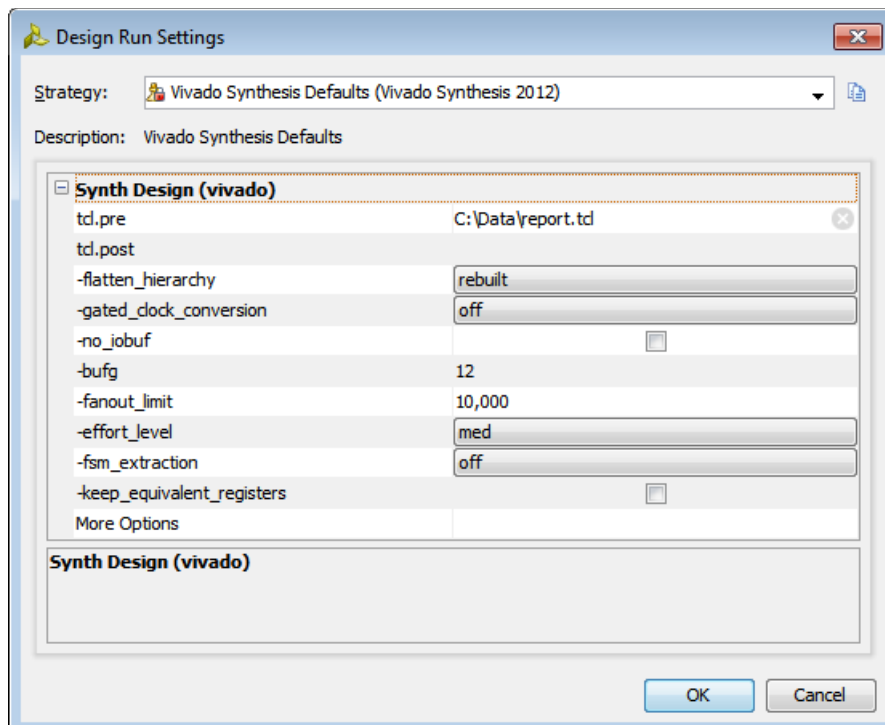 Design Run Settings
Strategy: Vivado Synthesis Defaults (Vivado Synthesis 2012)
Description: Vivado Synthesis Defaults
Synth Design (vivado)
tcl.pre C:\Data\report.tcl
tcl.post
-flatten_hierarchy rebuilt
-gated_clock_conversion off
-no_iobuf
-bufg 12
-fanout_limit 10,000
-effort_level med
-fsm_extraction off
-keep_equivalent_registers
More Options
Synth Design (vivado)
OK Cancel